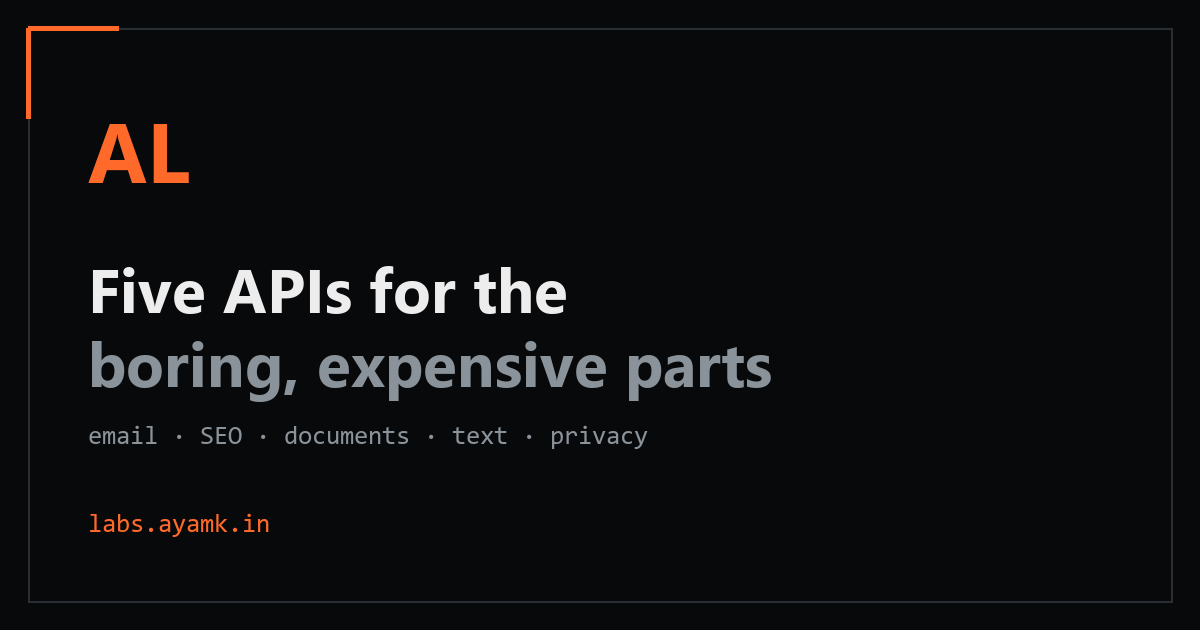 AL
Five APIs for the
boring, expensive parts
email · SEO · documents · text · privacy
labs.ayamk.in